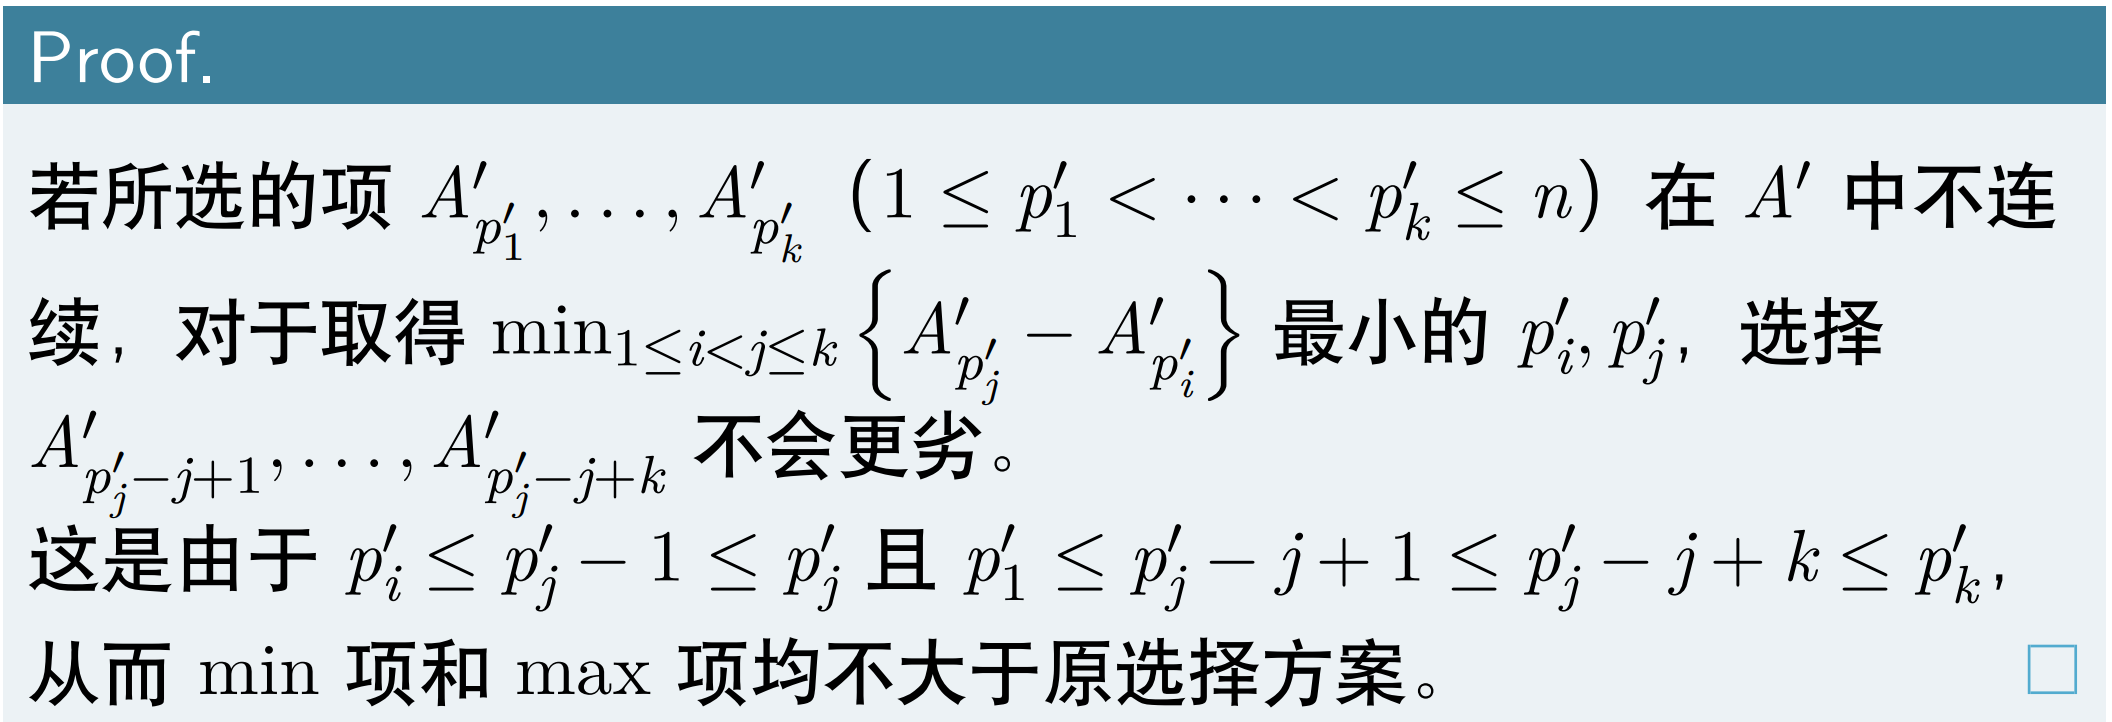 Proof.
若所选的项 $A'_{p'_1}, \ldots, A'_{p'_k}$（$1 \leq p'_1 < \cdots < p'_k \leq n$）在 $A'$ 中不连
续，对于取得 $\min_{1 \leq i < j \leq k} \left\{ A'_{p'_j} - A'_{p'_i} \right\}$ 最小的 $p'_i, p'_j$，选择
$A'_{p'_j - j + 1}, \ldots, A'_{p'_j - j + k}$ 不会更劣。
这是由于 $p'_i \leq p'_j - 1 \leq p'_j$ 且 $p'_1 \leq p'_j - j + 1 \leq p'_j - j + k \leq p'_k$，
从而 min 项和 max 项均不大于原选择方案。 □